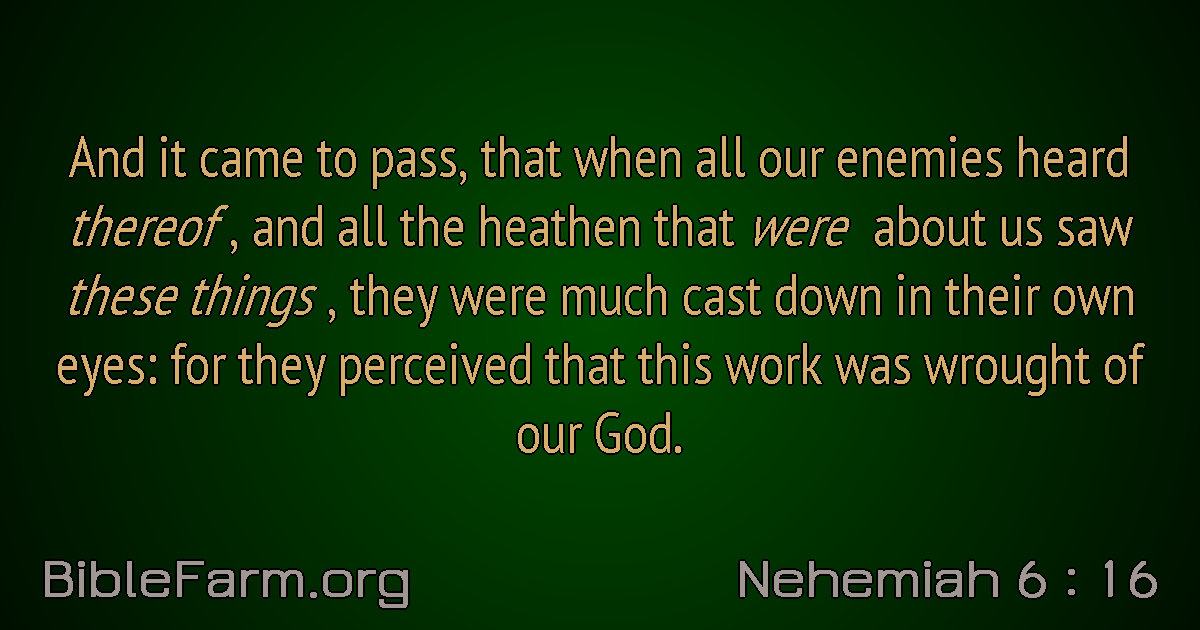 And it came to pass, that when all our enemies heard
thereof , and all the heathen that were about us saw
these things , they were much cast down in their own
eyes: for they perceived that this work was wrought of
our God.
BibleFarm.org
Nehemiah 6 : 16